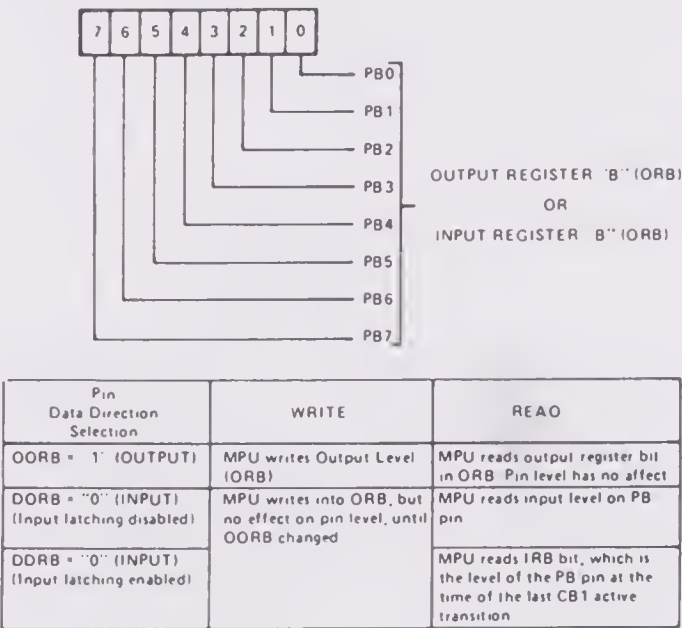 7 6 5 4 3 2 1 0
PB0
PB1
PB2
PB3
PB4
PB5
PB6
PB7
OUTPUT REGISTER "B" (ORB)
OR
INPUT REGISTER "B" (ORB)
Pin
Data Direction
Selection
WRITE
REAO
OORB = "1" (OUTPUT)
MPU writes Output Level
(ORB)
MPU reads output register bit
in ORB Pin level has no affect
DORB = "0" (INPUT)
(Input latching disabled)
MPU writes into ORB, but
no effect on pin level, until
OORB changed
MPU reads input level on PB
pin
DDRB = "0" (INPUT)
(Input latching enabled)
MPU reads IRB bit, which is
the level of the PB pin at the
time of the last CB1 active
transition